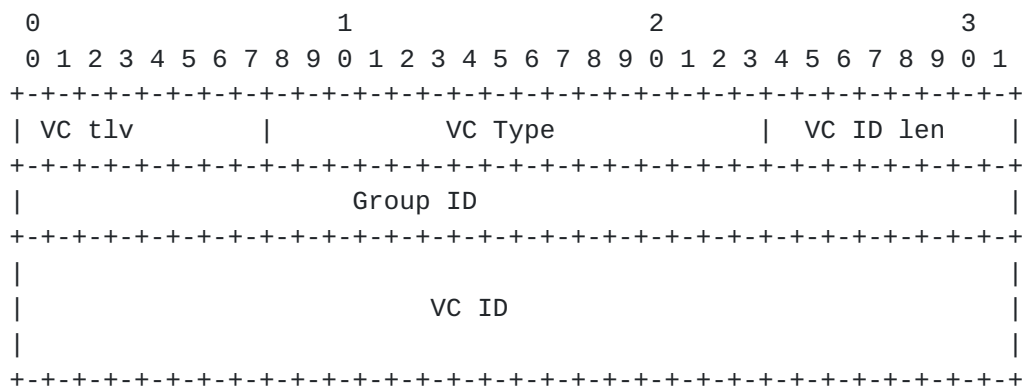 0                   1                   2                   3
 0 1 2 3 4 5 6 7 8 9 0 1 2 3 4 5 6 7 8 9 0 1 2 3 4 5 6 7 8 9 0 1
+-+-+-+-+-+-+-+-+-+-+-+-+-+-+-+-+-+-+-+-+-+-+-+-+-+-+-+-+-+-+-+-+
| VC tlv        |           VC Type             |  VC ID len    |
+-+-+-+-+-+-+-+-+-+-+-+-+-+-+-+-+-+-+-+-+-+-+-+-+-+-+-+-+-+-+-+-+
|                     Group ID                                  |
+-+-+-+-+-+-+-+-+-+-+-+-+-+-+-+-+-+-+-+-+-+-+-+-+-+-+-+-+-+-+-+-+
|                                                               |
|                          VC ID                                |
|                                                               |
+-+-+-+-+-+-+-+-+-+-+-+-+-+-+-+-+-+-+-+-+-+-+-+-+-+-+-+-+-+-+-+-+